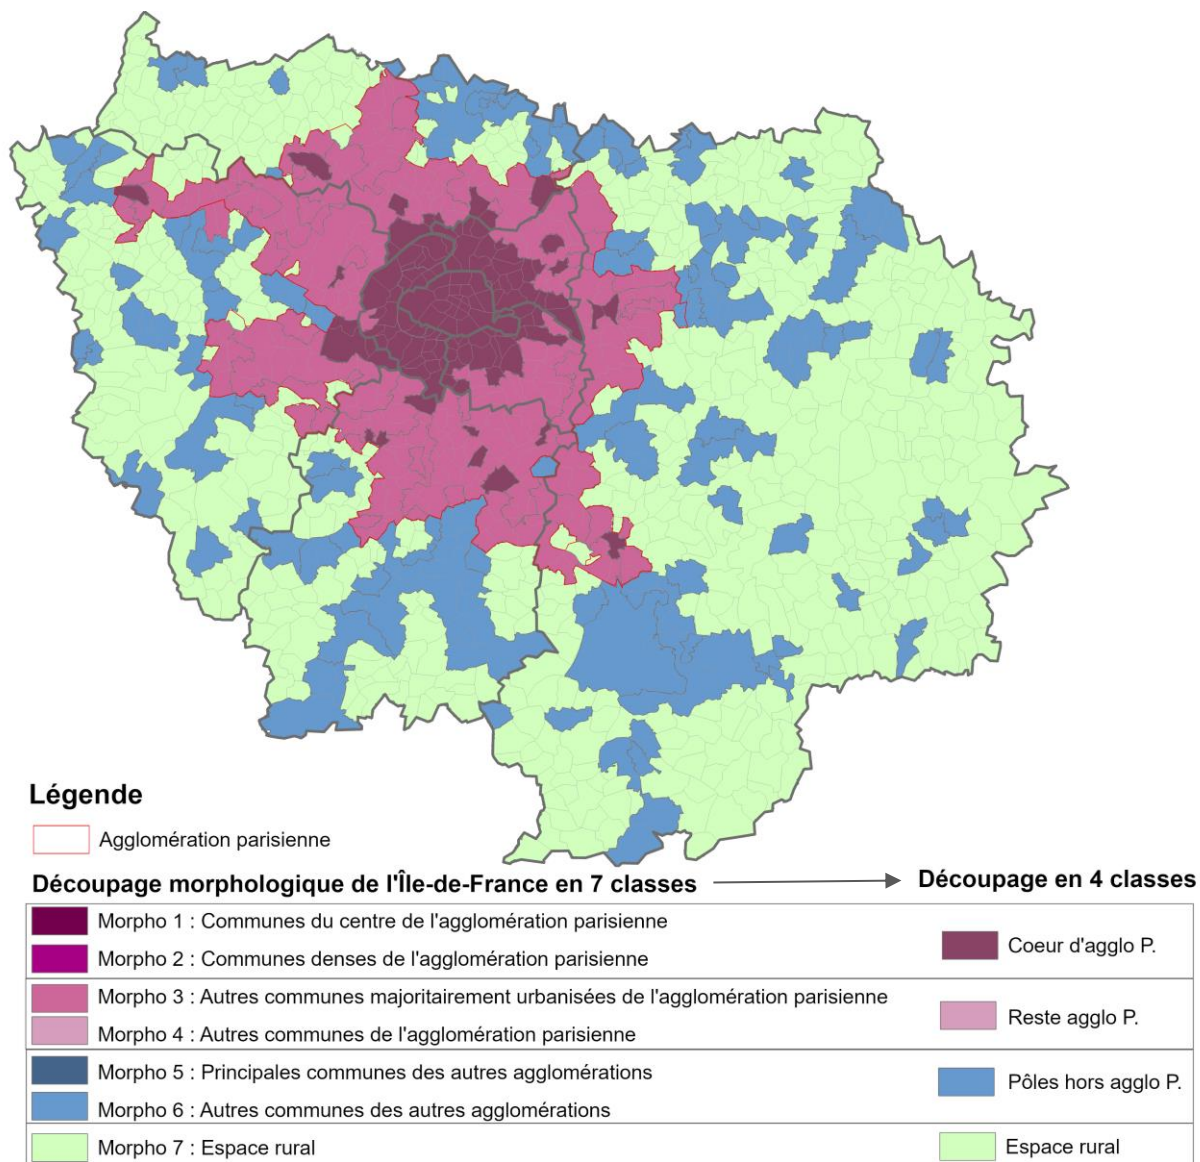 Légende
Agglomération parisienne
Découpage morphologique de l'Île-de-France en 7 classes
Découpage en 4 classes
Morpho 1 : Communes du centre de l'agglomération parisienne
Morpho 2 : Communes denses de l'agglomération parisienne
Coeur d'agglo P.
Morpho 3 : Autres communes majoritairement urbanisées de l'agglomération parisienne
Morpho 4 : Autres communes de l'agglomération parisienne
Reste agglo P.
Morpho 5 : Principales communes des autres agglomérations
Morpho 6 : Autres communes des autres agglomérations
Pôles hors agglo P.
Morpho 7 : Espace rural
Espace rural